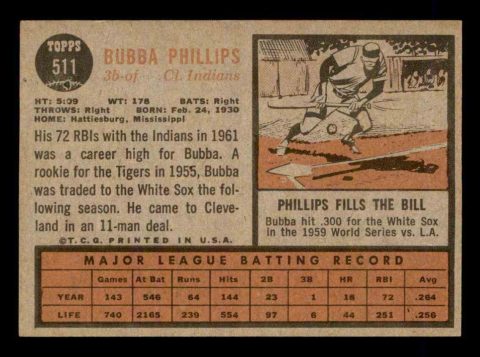 TOPPS
511
BUBBA PHILLIPS
3b-of Cl. Indians
HT: 5:09 WT: 178 BATS: Right
THROWS: Right BORN: Feb. 24, 1930
HOME: Hattiesburg, Mississippi
His 72 RBIs with the Indians in 1961
was a career high for Bubba. A
rookie for the Tigers in 1955, Bubba
was traded to the White Sox the fol-
lowing season. He came to Cleve-
land in an 11-man deal.
©T.C.G. PRINTED IN U.S.A.
PHILLIPS FILLS THE BILL
Bubba hit .300 for the White Sox
in the 1959 World Series vs. L.A.
MAJOR LEAGUE BATTING RECORD
Games At Bat Runs Hits 2B 3B HR RBI Avg
YEAR 143 546 64 144 23 1 18 72 .264
LIFE 740 2165 239 554 97 6 44 251 .256